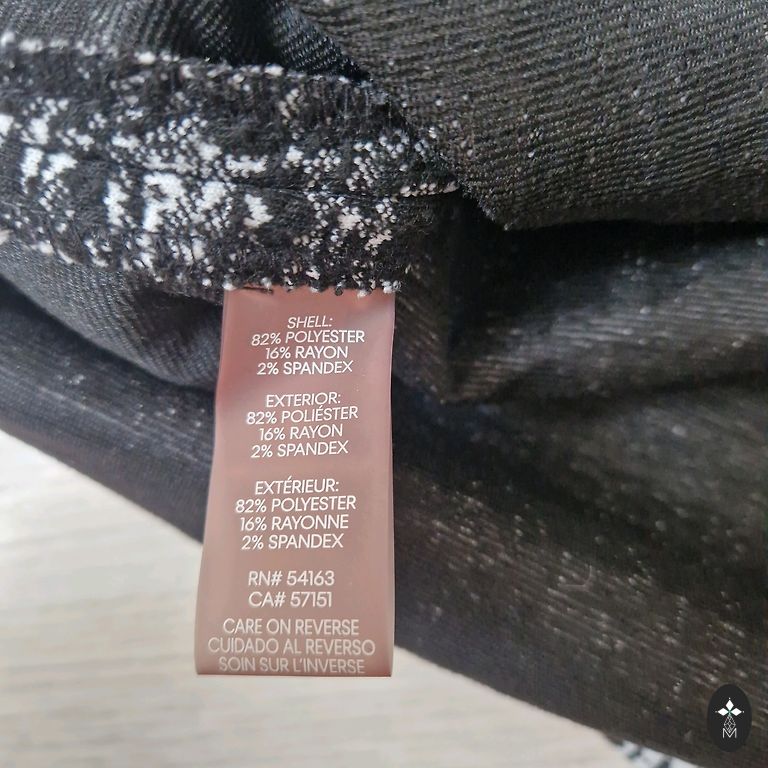 SHELL:
82% POLYESTER
16% RAYON
2% SPANDEX
EXTERIOR:
82% POLIÉSTER
16% RAYON
2% SPANDEX
EXTÉRIEUR:
82% POLYESTER
16% RAYONNE
2% SPANDEX
RN# 54163
CA# 57151
CARE ON REVERSE
CUIDADO AL REVERSO
SOIN SUR L'INVERSE
M